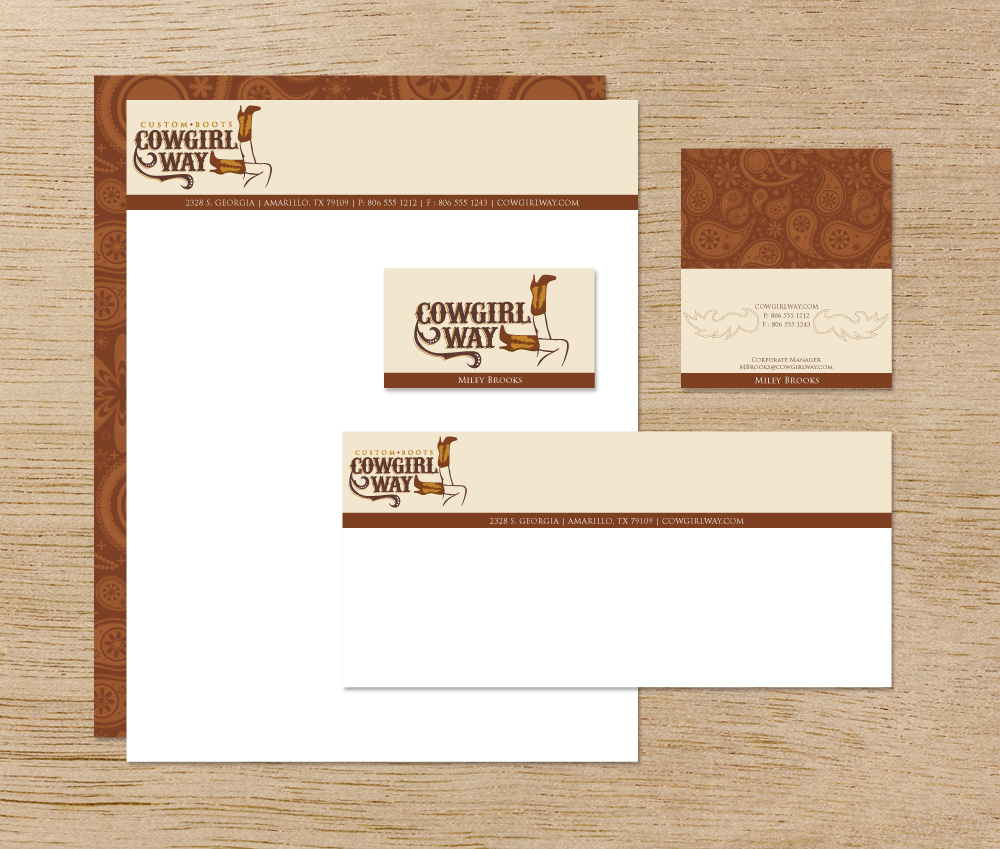 CUSTOM•BOOTS
COWGIRL
WAY
2328 S. GEORGIA | AMARILLO, TX 79109 | P: 806 555 1212 | F : 806 555 1243 | COWGIRLWAY.COM
COWGIRL
WAY
MILEY BROOKS
COWGIRLWAY.COM
P: 806 555 1212
F : 806 555 1243
CORPORATE MANAGER
MBROOKS@COWGIRLWAY.COM
MILEY BROOKS
CUSTOM•BOOTS
COWGIRL
WAY
2328 S. GEORGIA | AMARILLO, TX 79109 | COWGIRLWAY.COM